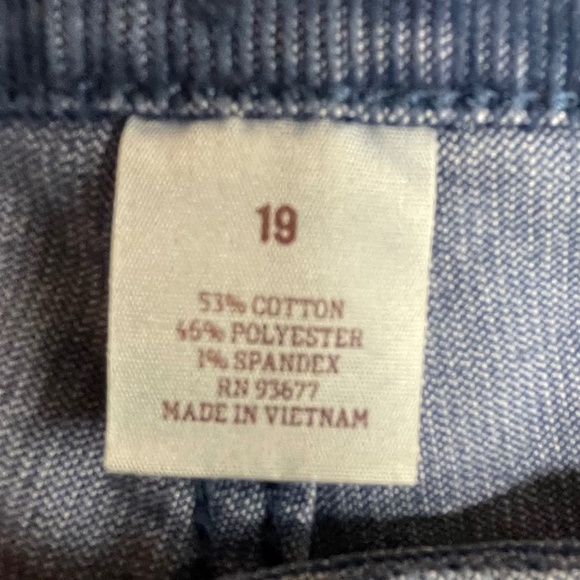 19
53% COTTON
46% POLYESTER
1% SPANDEX
RN 93677
MADE IN VIETNAM